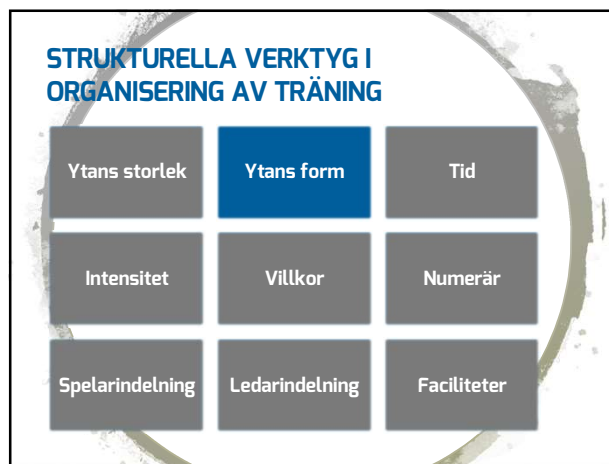 STRUKTURELLA VERKTYG I
ORGANISERING AV TRÄNING
Ytans storlek
Ytans form
Tid
Intensitet
Villkor
Numerär
Spelarindelning
Ledarindelning
Faciliteter